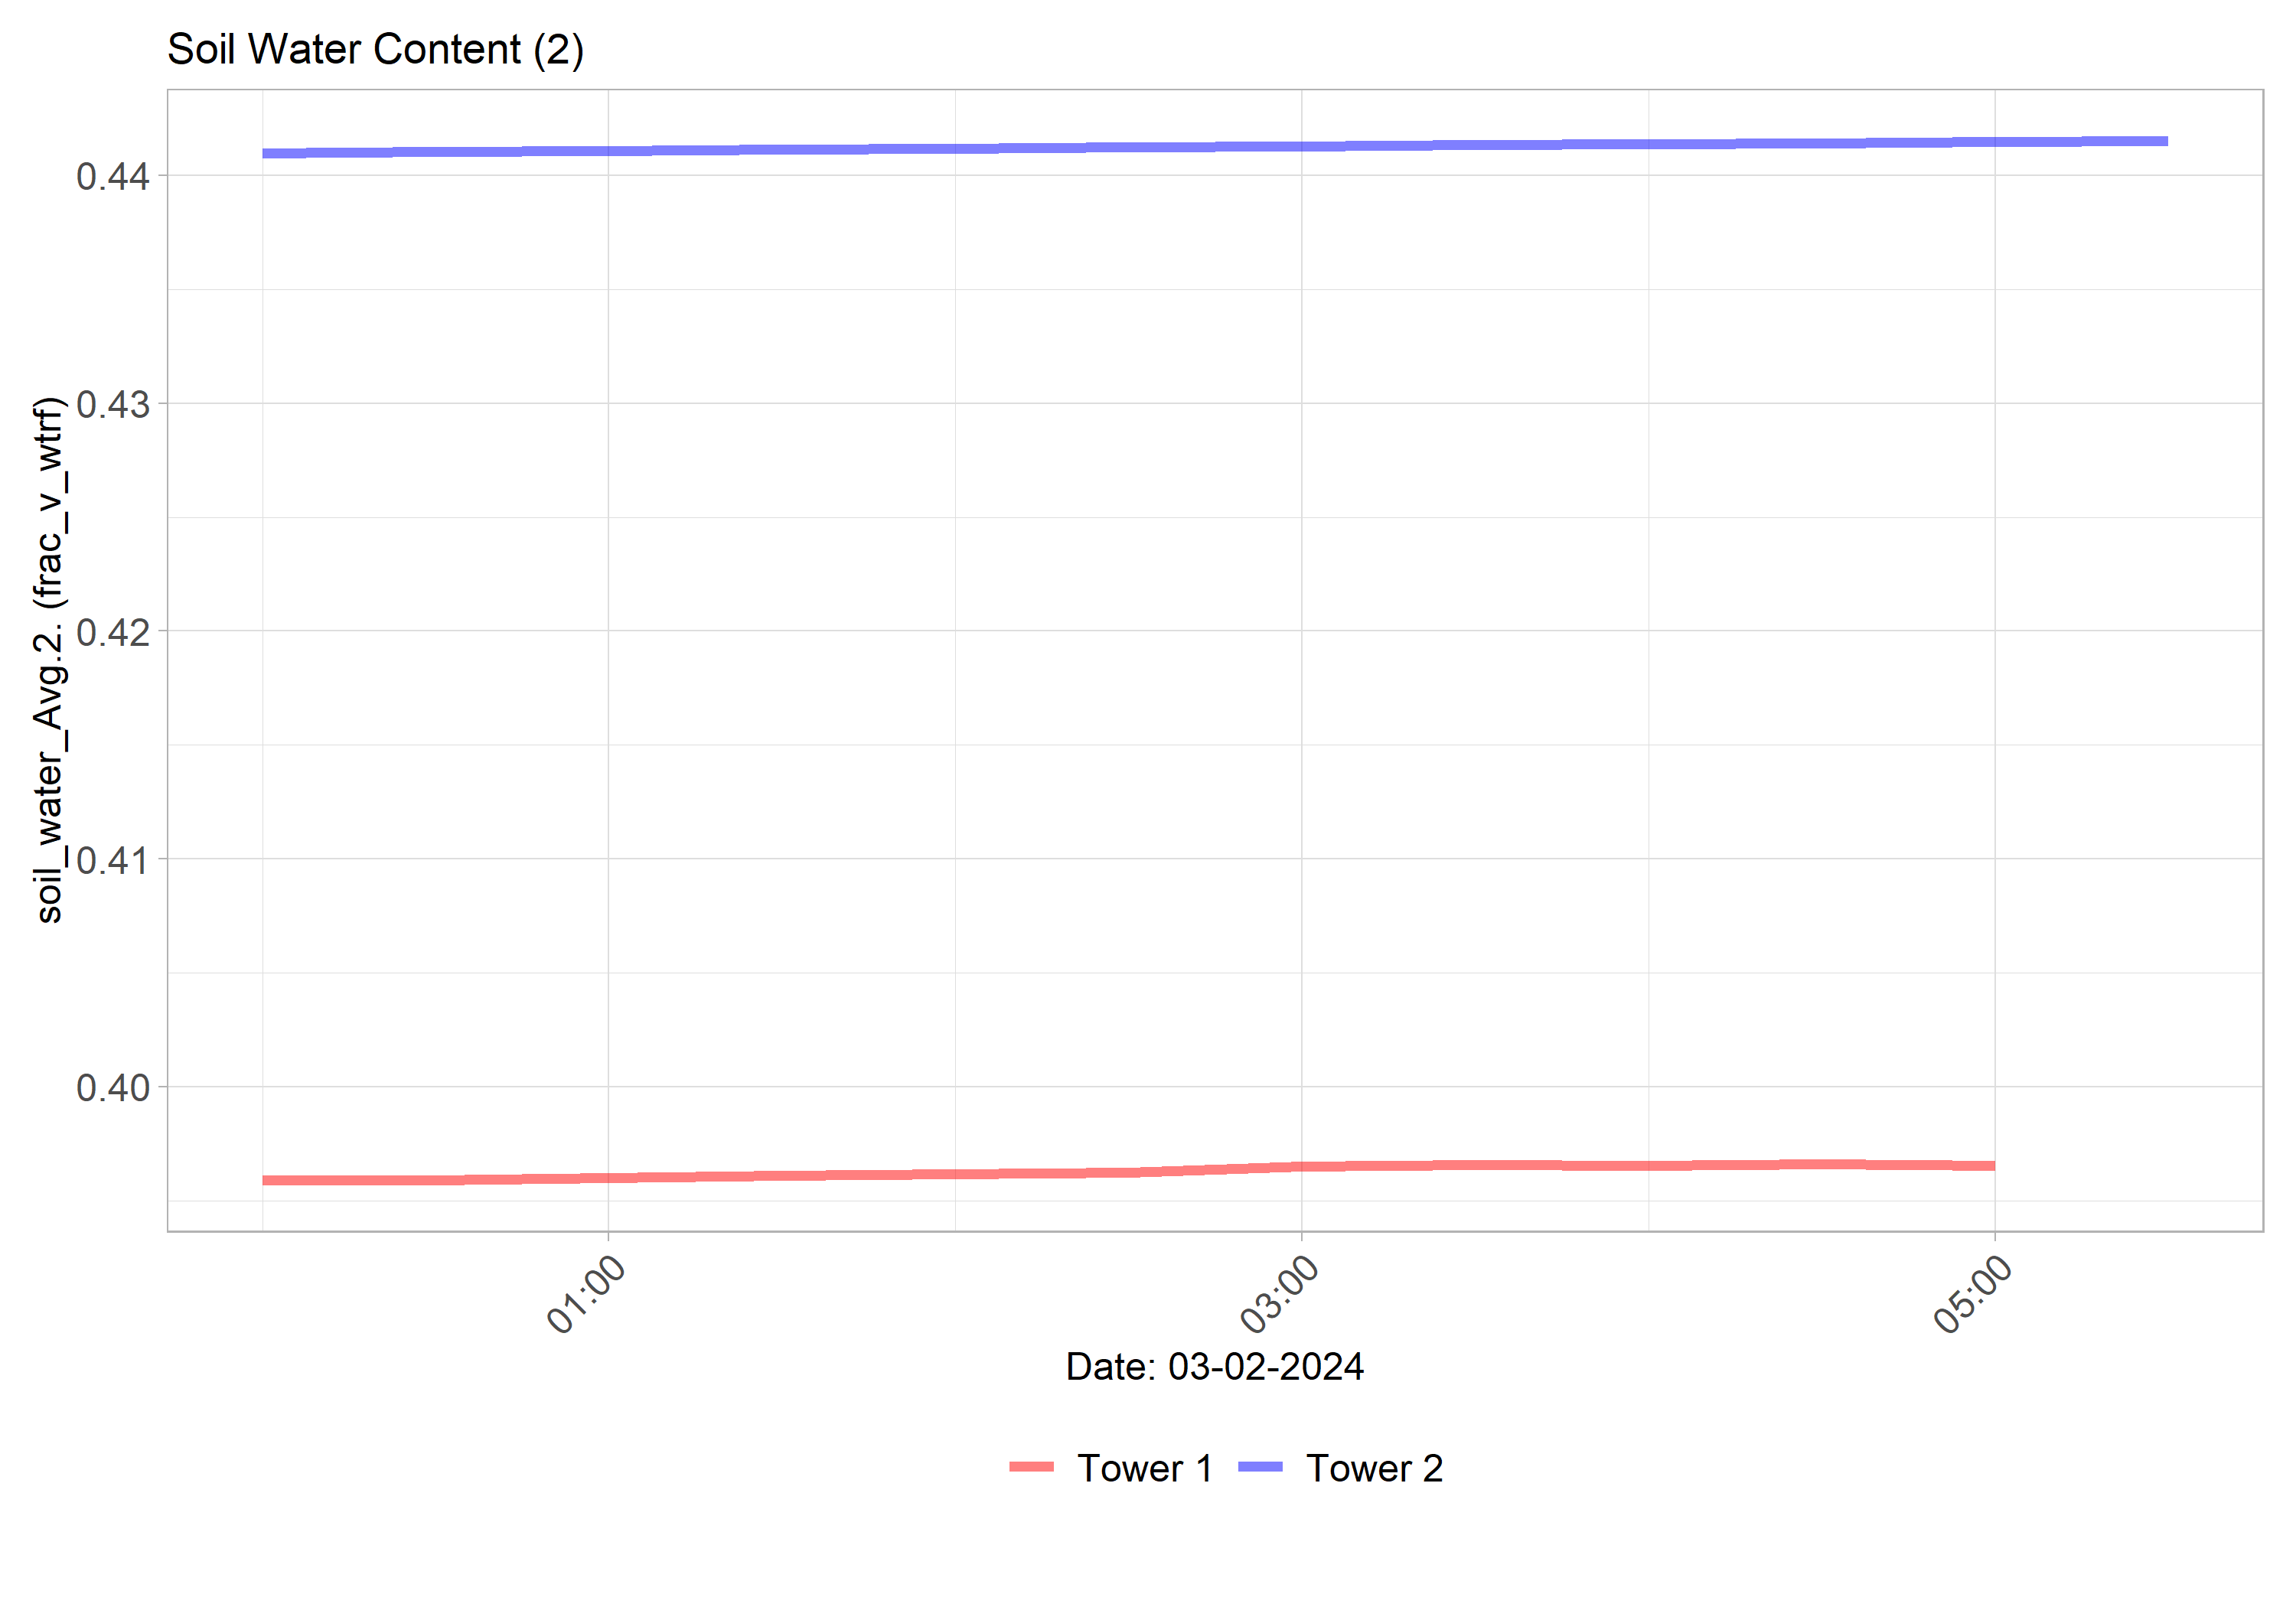 Soil Water Content (2)
soil_water_Avg.2. (frac_v_wtrf)
0.44
0.43
0.42
0.41
0.40
01:00
03:00
05:00
Date: 03-02-2024
Tower 1
Tower 2